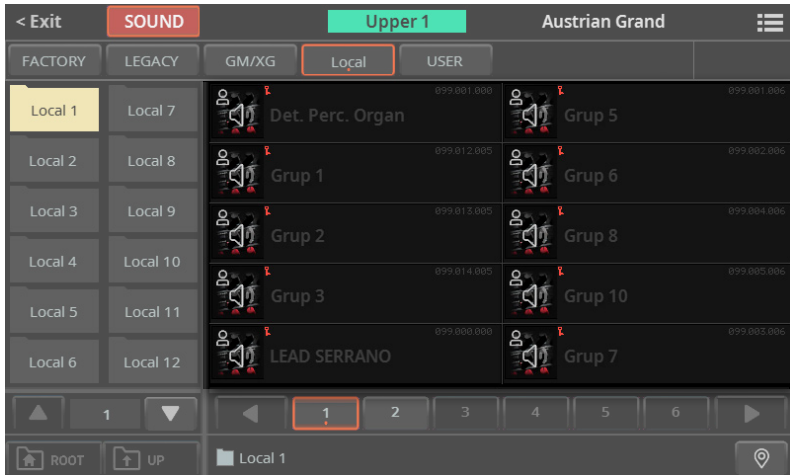 < Exit SOUND Upper 1 Austrian Grand
FACTORY LEGACY GM/XG Local USER
Local 1 Local 7
Local 2 Local 8
Local 3 Local 9
Local 4 Local 10
Local 5 Local 11
Local 6 Local 12
099.001.000 099.001.006
Det. Perc. Organ Grup 5
099.012.005 099.002.006
Grup 1 Grup 6
099.013.005 099.004.006
Grup 2 Grup 8
099.014.005 099.005.006
Grup 3 Grup 10
099.000.000 099.003.006
LEAD SERRANO Grup 7
1 1 2 3 4 5 6
ROOT UP Local 1